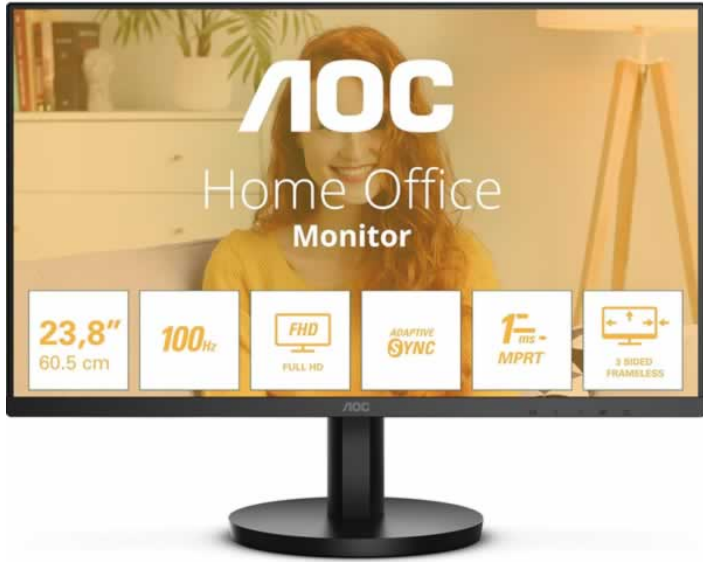 AOC
Home Office
Monitor
23,8”
60.5 cm
100Hz
FHD
FULL HD
ADAPTIVE
SYNC
1ms
MPRT
3 SIDED
FRAMELESS
AOC